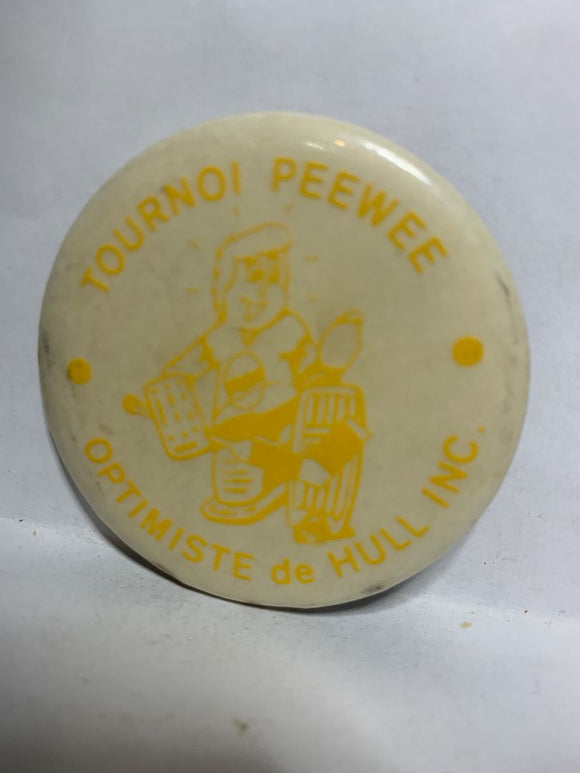 TOURNOI PEEWEE
OPTIMISTE de HULL INC.